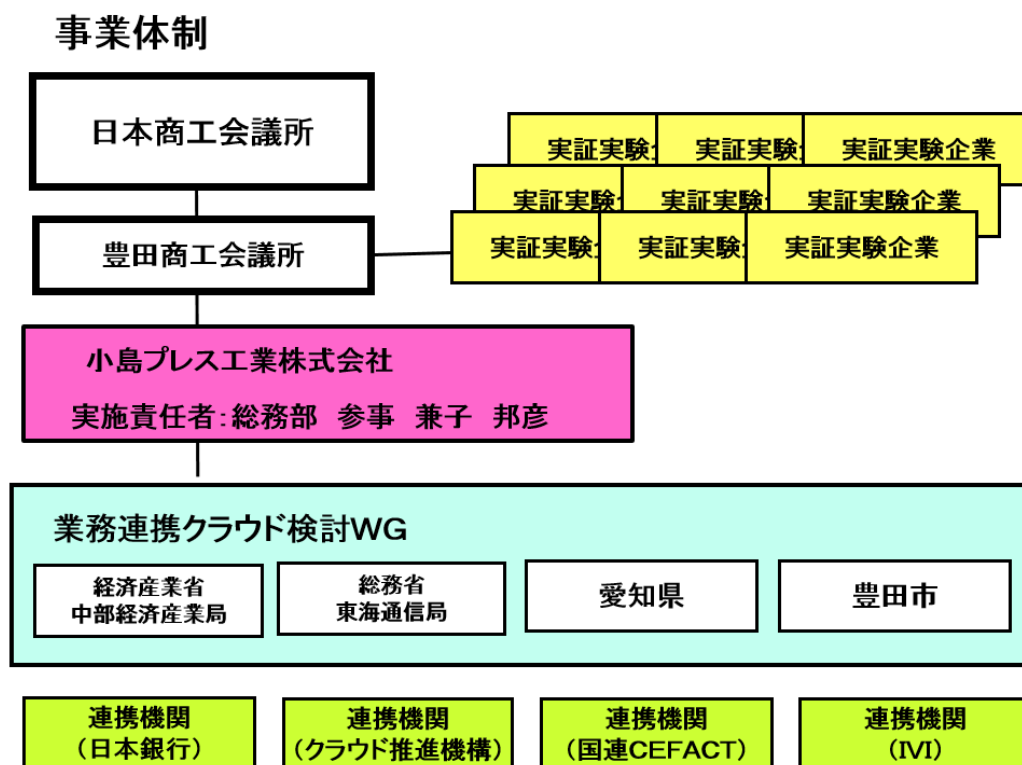 事業体制
日本商工会議所
実証実験
実証実験
実証実験企業
実証実験
実証実験
実証実験企業
豊田商工会議所
実証実験
実証実験
実証実験企業
小島プレス工業株式会社
実施責任者:総務部 参事 兼子 邦彦
業務連携クラウド検討WG
経済産業省
中部経済産業局
総務省
東海通信局
愛知県
豊田市
連携機関
(日本銀行)
連携機関
(クラウド推進機構)
連携機関
(国連CEFACT)
連携機関
(IVI)